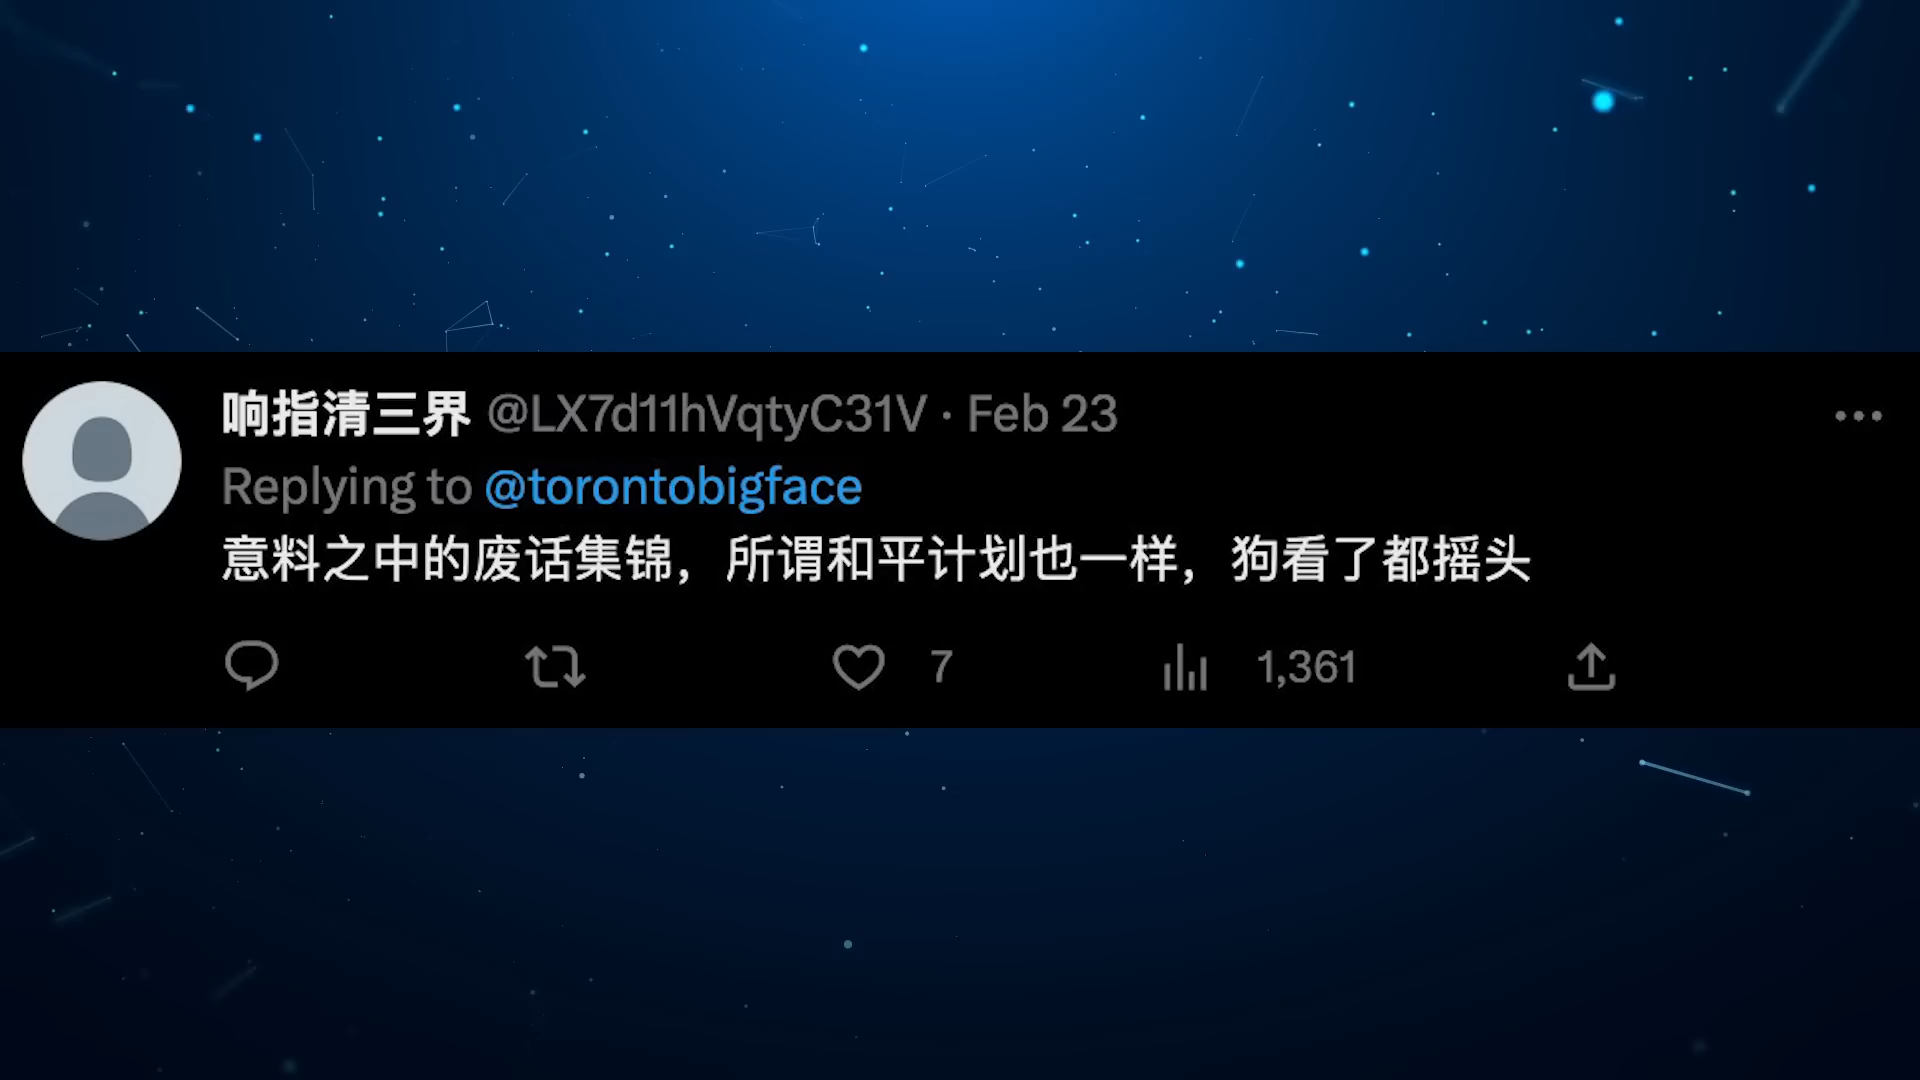 响指清三界 @LX7d11hVqtyC31V · Feb 23
Replying to @torontobigface
意料之中的废话集锦，所谓和平计划也一样，狗看了都摇头
7 1,361